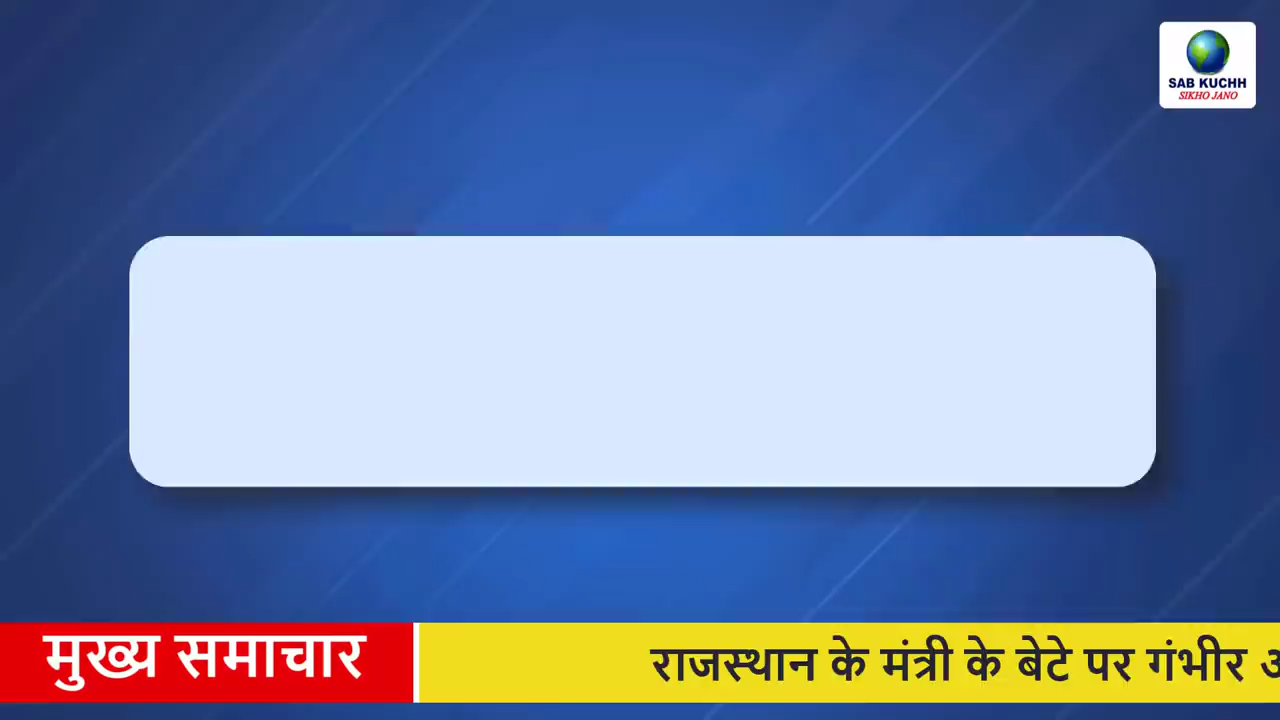 SAB KUCHH
SIKHO JANO
मुख्य समाचार
राजस्थान के मंत्री के बेटे पर गंभीर